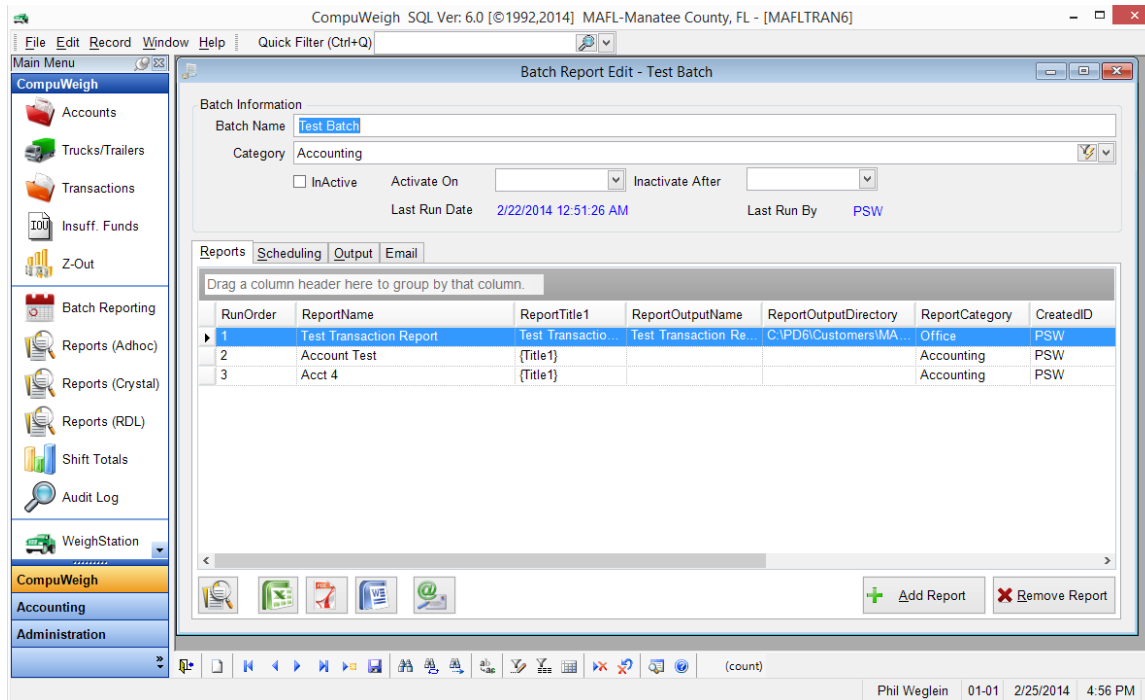 CompuWeigh SQL Ver: 6.0 [©1992,2014] MAFL-Manatee County, FL - [MAFLTRAN6]
File Edit Record Window Help Quick Filter (Ctrl+Q)
Main Menu
CompuWeigh
Accounts
Trucks/Trailers
Transactions
IOU
Insuff. Funds
Z-Out
Batch Reporting
Reports (Adhoc)
Reports (Crystal)
Reports (RDL)
Shift Totals
Audit Log
WeighStation
CompuWeigh
Accounting
Administration
Batch Report Edit - Test Batch
Batch Information
Batch Name Test Batch
Category Accounting
InActive Activate On Inactivate After
Last Run Date 2/22/2014 12:51:26 AM Last Run By PSW
Reports Scheduling Output Email
Drag a column header here to group by that column.
RunOrder ReportName ReportTitle1 ReportOutputName ReportOutputDirectory ReportCategory CreatedID
1 Test Transaction Report Test Transactio... Test Transaction Re... C:\PD6\Customers\MA... Office PSW
2 Account Test {Title1} Accounting PSW
3 Acct 4 {Title1} Accounting PSW
Add Report Remove Report
(count)
Phil Weglein 01-01 2/25/2014 4:56 PM